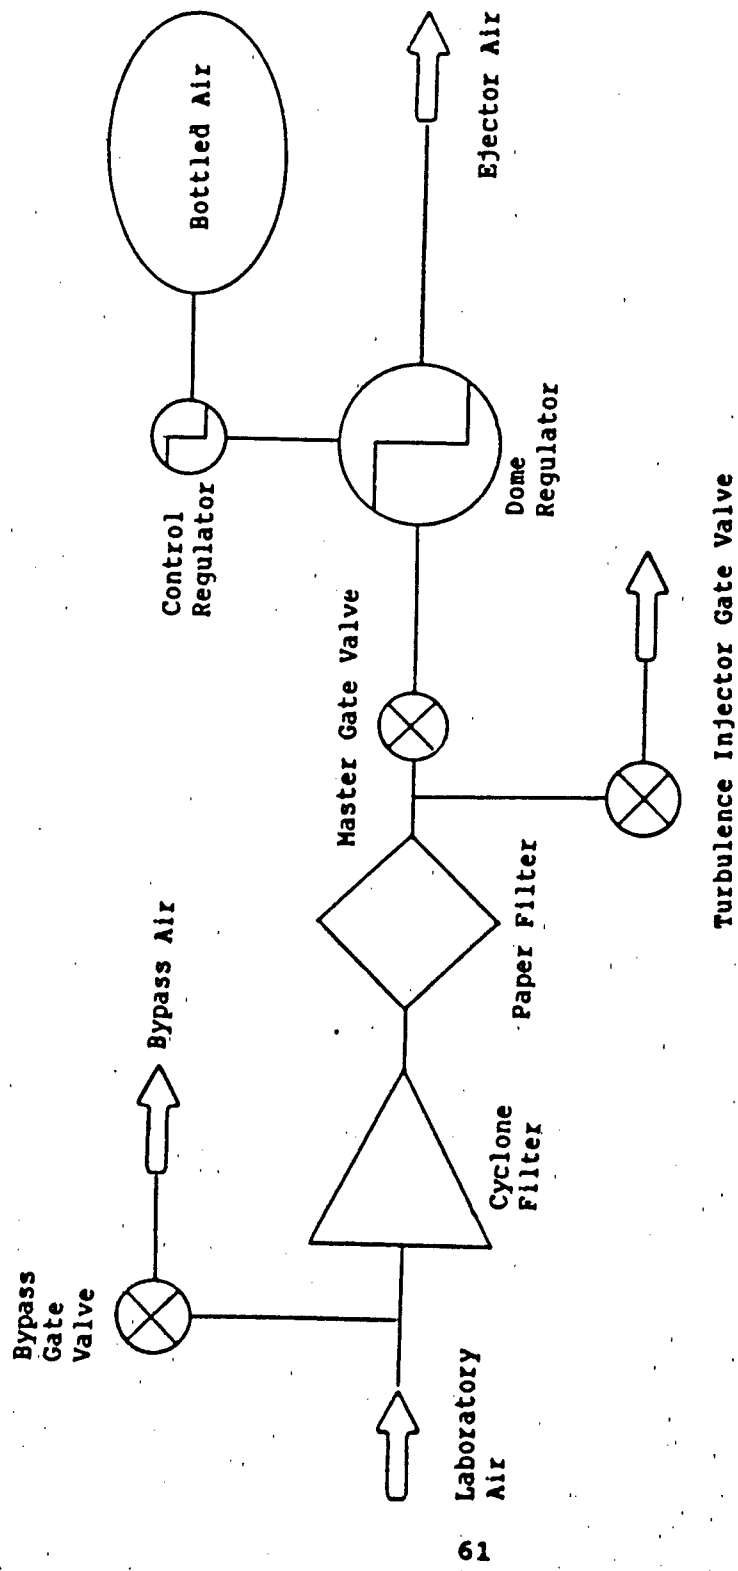 Bottled Air
Ejector Air
Control
Regulator
Dome
Regulator
Master Gate Valve
Turbulence Injector Gate Valve
Paper Filter
Bypass Air
Cyclone
Filter
Bypass
Gate
Valve
Laboratory
Air
61